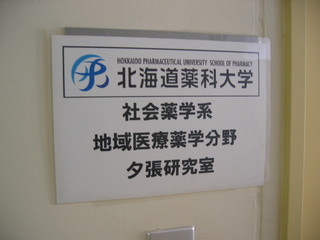 HOKKAIDO PHARMACEUTICAL UNIVERSITY SCHOOL OF PHARMACY
北海道薬科大学
社会薬学系
地域医療薬学分野
夕張研究室